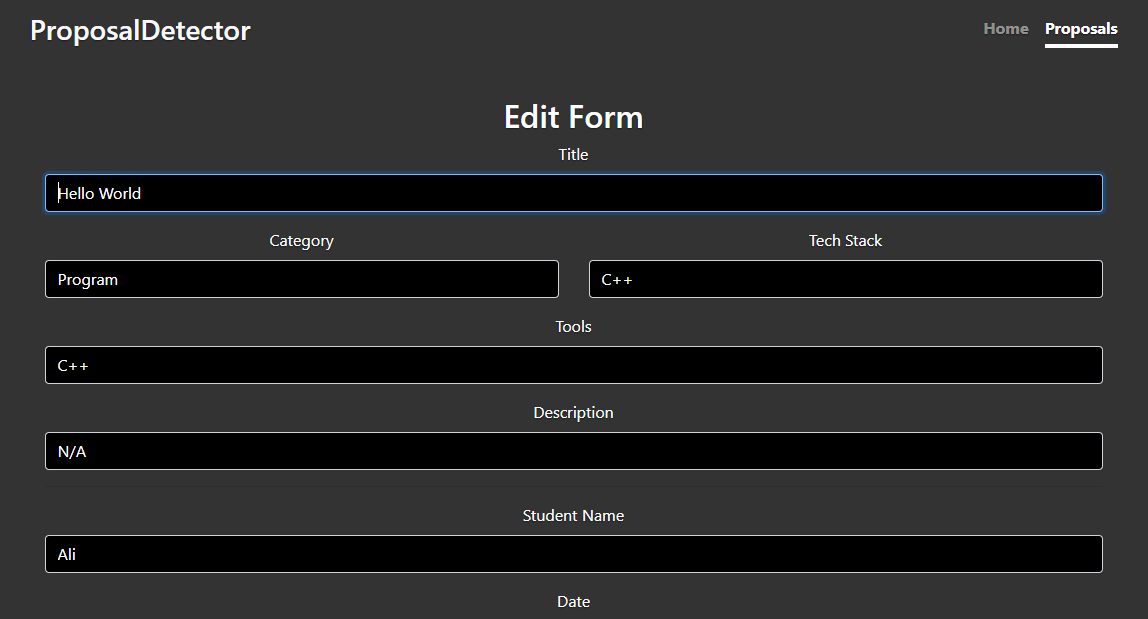 ProposalDetector
Home Proposals
Edit Form
Title
Hello World
Category Tech Stack
Program C++
Tools
C++
Description
N/A
Student Name
Ali
Date